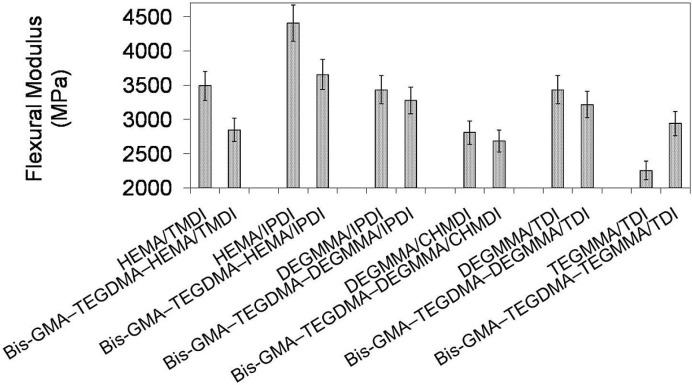 Flexural Modulus
(MPa)
4500
4000
3500
3000
2500
2000
HEMA/TMDI
Bis-GMA–TEGDMA–HEMA/TMDI
HEMA/IPDI
Bis-GMA–TEGDMA–HEMA/IPDI
DEGMMA/IPDI
Bis-GMA–TEGDMA–DEGMMA/IPDI
DEGMMA/CHMDI
Bis-GMA–TEGDMA–DEGMMA/CHMDI
DEGMMA/TDI
Bis-GMA–TEGDMA–DEGMMA/TDI
TEGMMA/TDI
Bis-GMA–TEGDMA–TEGMMA/TDI